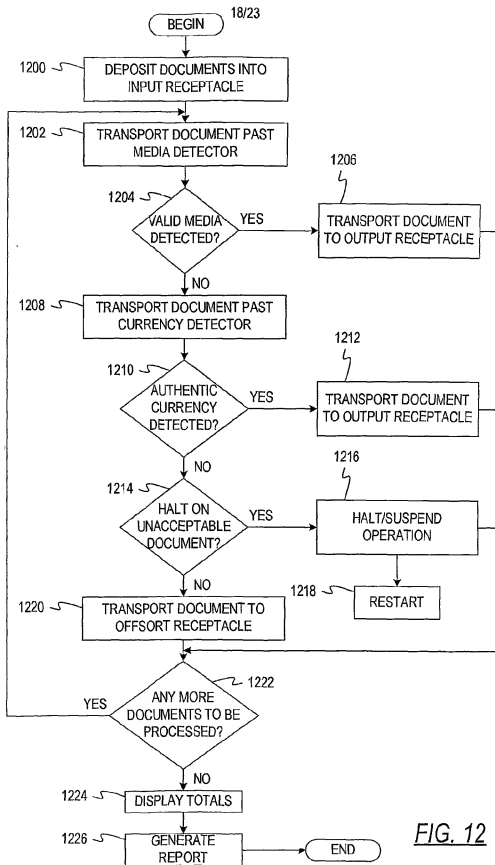 18/23
BEGIN
1200
DEPOSIT DOCUMENTS INTO
INPUT RECEPTACLE
1202
TRANSPORT DOCUMENT PAST
MEDIA DETECTOR
1204
VALID MEDIA
DETECTED?
YES
NO
1206
TRANSPORT DOCUMENT
TO OUTPUT RECEPTACLE
1208
TRANSPORT DOCUMENT PAST
CURRENCY DETECTOR
1210
AUTHENTIC
CURRENCY
DETECTED?
YES
NO
1212
TRANSPORT DOCUMENT
TO OUTPUT RECEPTACLE
1214
HALT ON
UNACCEPTABLE
DOCUMENT?
YES
NO
1216
HALT/SUSPEND
OPERATION
1218
RESTART
1220
TRANSPORT DOCUMENT TO
OFFSORT RECEPTACLE
1222
ANY MORE
DOCUMENTS TO BE
PROCESSED?
YES
NO
1224
DISPLAY TOTALS
1226
GENERATE
REPORT
END
FIG. 12